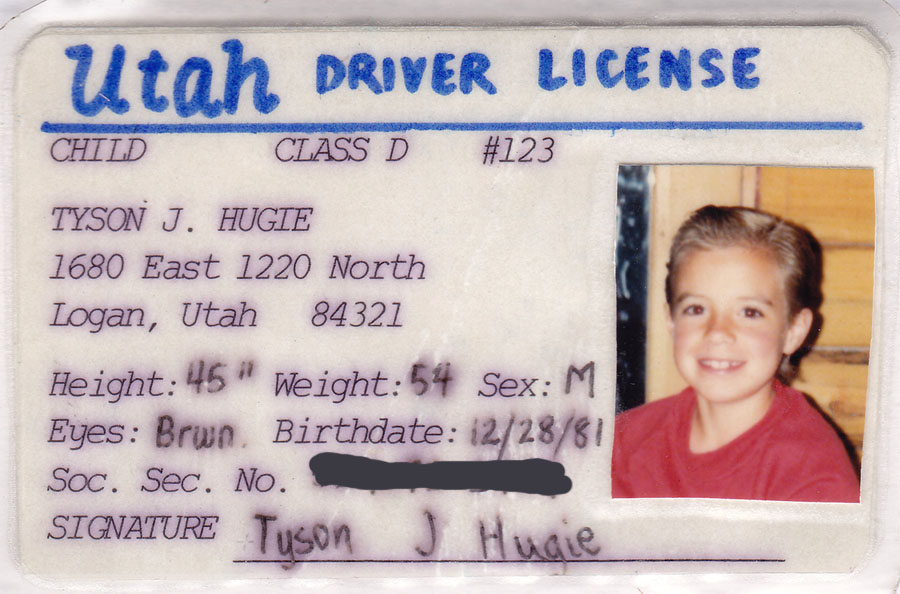 Utah DRIVER LICENSE
CHILD CLASS D #123
TYSON J. HUGIE
1680 East 1220 North
Logan, Utah 84321
Height: 45" Weight: 54 Sex: M
Eyes: Brwn. Birthdate: 12/28/81
Soc. Sec. No.
SIGNATURE Tyson J Hugie